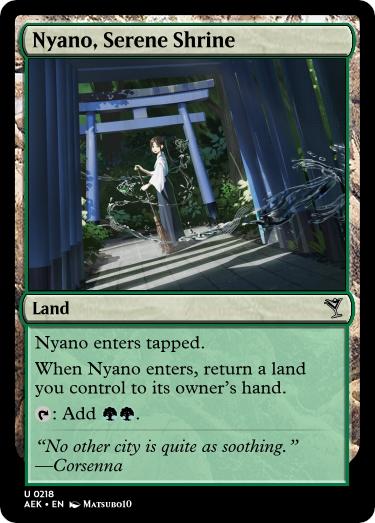 Nyano, Serene Shrine
Land
Nyano enters tapped.
When Nyano enters, return a land
you control to its owner's hand.
: Add .
“No other city is quite as soothing.”
—Corsenna
U 0218
AEK • EN Matsubo10